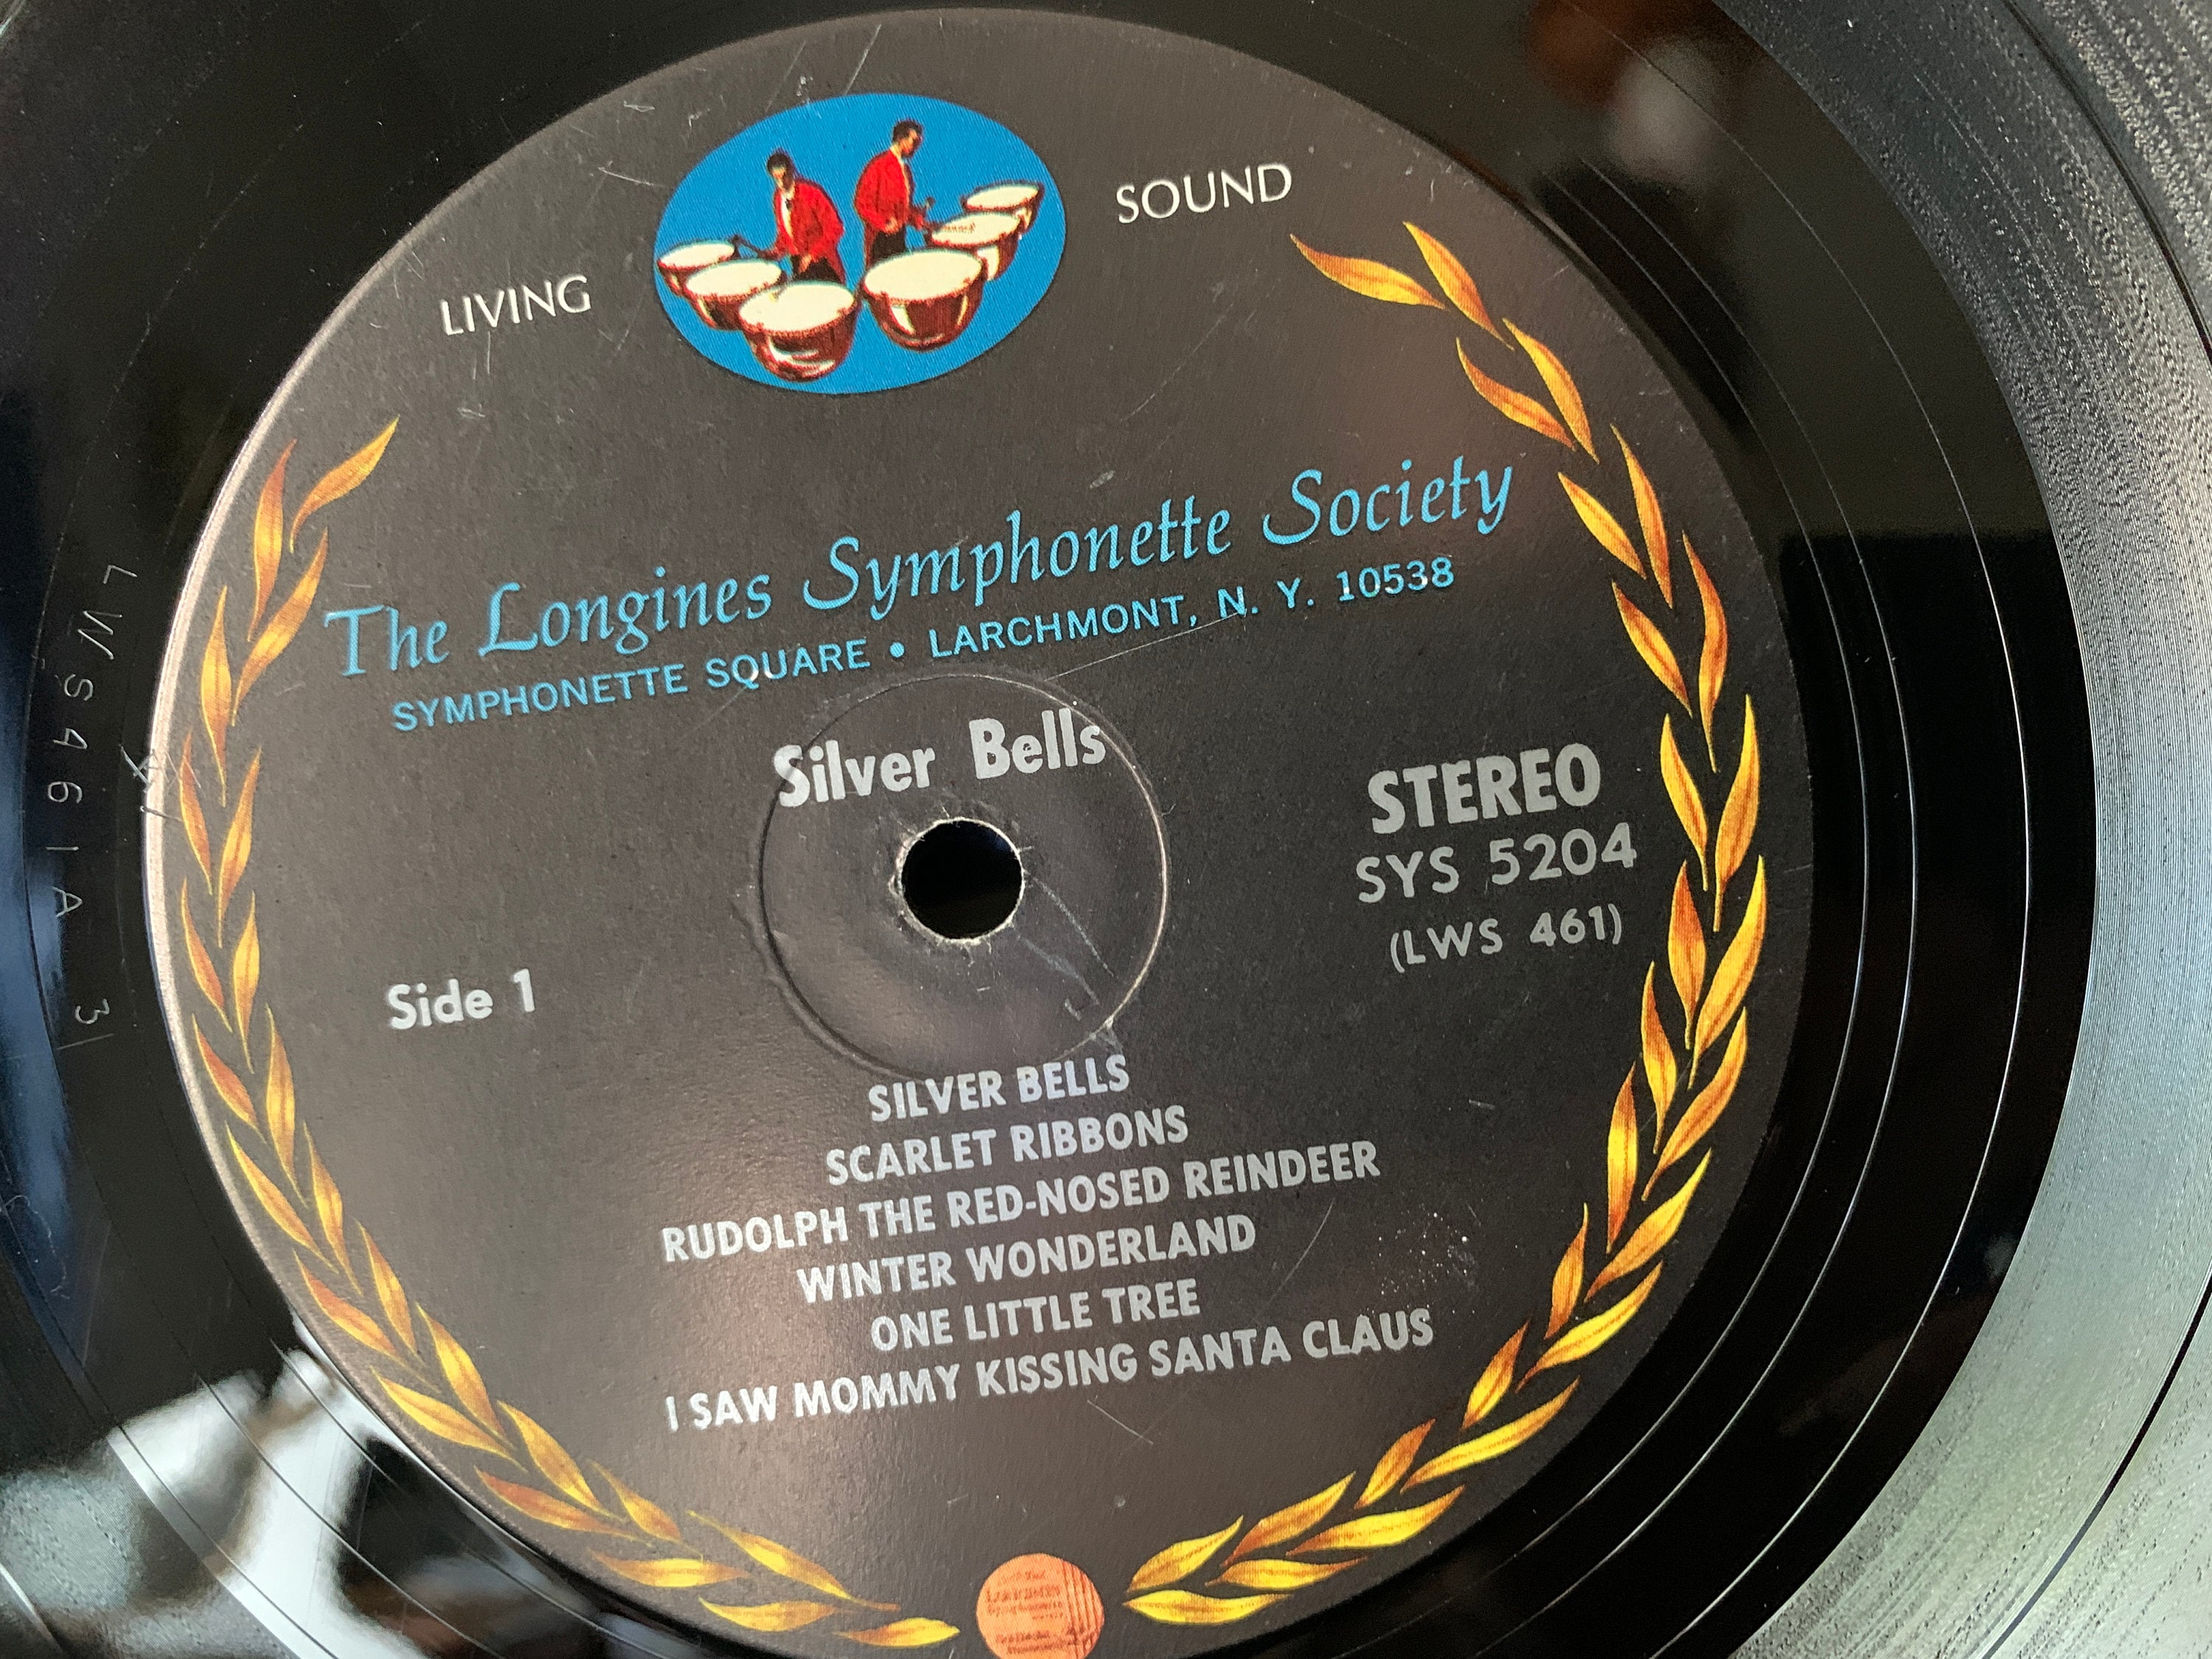 LIVING
SOUND
The Longines Symphonette Society
SYMPHONETTE SQUARE • LARCHMONT, N. Y. 10538
Silver Bells
STEREO
SYS 5204
(LWS 461)
Side 1
SILVER BELLS
SCARLET RIBBONS
RUDOLPH THE RED-NOSED REINDEER
WINTER WONDERLAND
ONE LITTLE TREE
I SAW MOMMY KISSING SANTA CLAUS
LWS461A 3